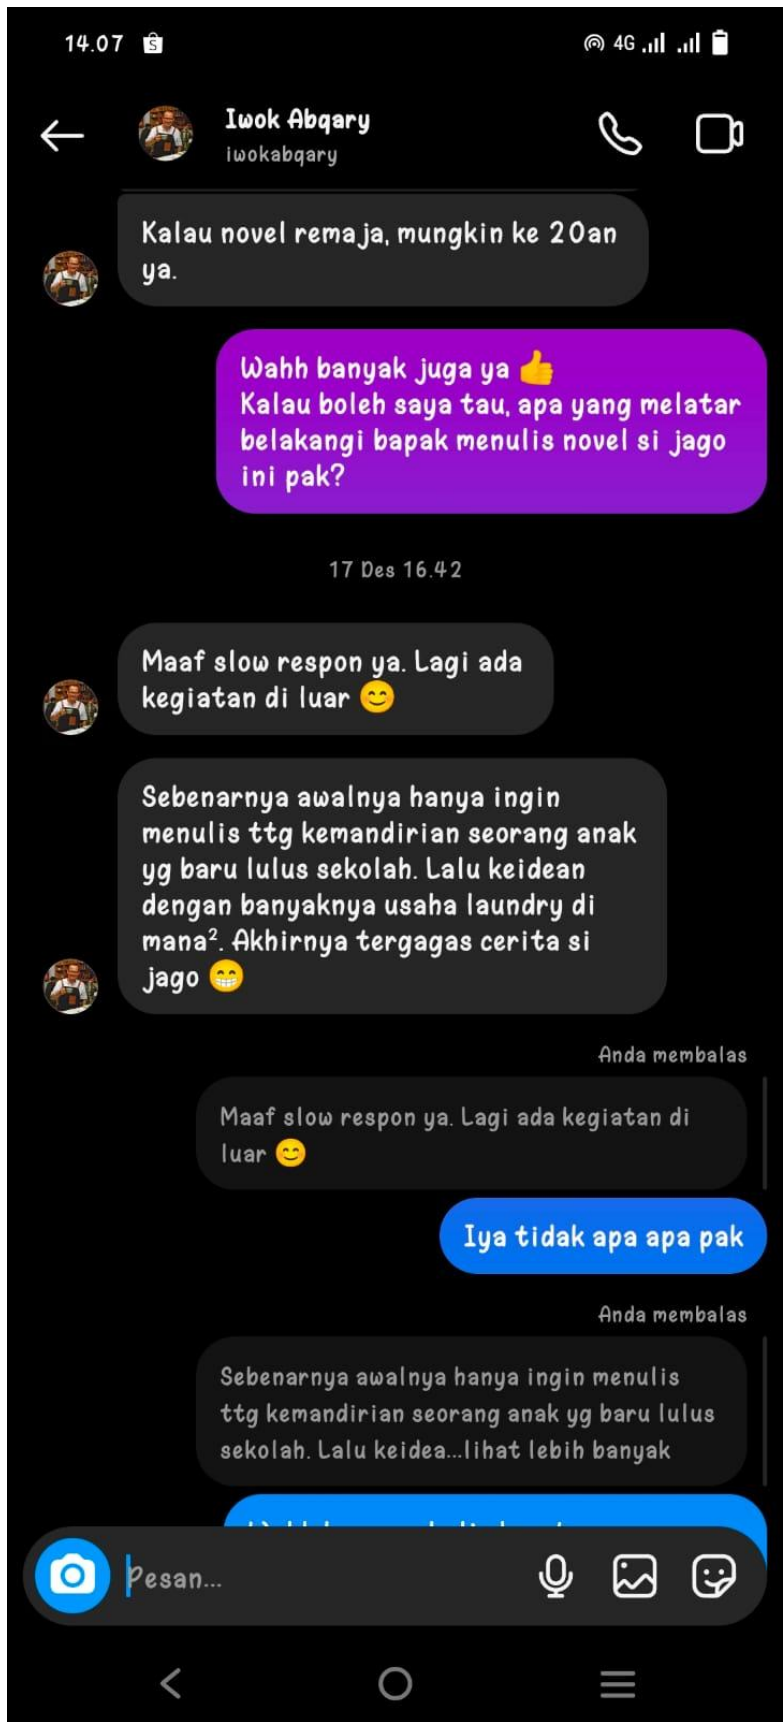 14.07
4G
Iwok Abqary
iwokabqary
Kalau novel remaja, mungkin ke 20an
ya.
Wahh banyak juga ya 👍
Kalau boleh saya tau, apa yang melatar
belakangi bapak menulis novel si jago
ini pak?
17 Des 16.42
Maaf slow respon ya. Lagi ada
kegiatan di luar 😊
Sebenarnya awalnya hanya ingin
menulis ttg kemandirian seorang anak
yg baru lulus sekolah. Lalu keidean
dengan banyaknya usaha laundry di
mana². Akhirnya tergagas cerita si
jago 😁
Anda membalas
Maaf slow respon ya. Lagi ada kegiatan di
luar 😊
Iya tidak apa apa pak
Anda membalas
Sebenarnya awalnya hanya ingin menulis
ttg kemandirian seorang anak yg baru lulus
sekolah. Lalu keidea...lihat lebih banyak
Pesan...